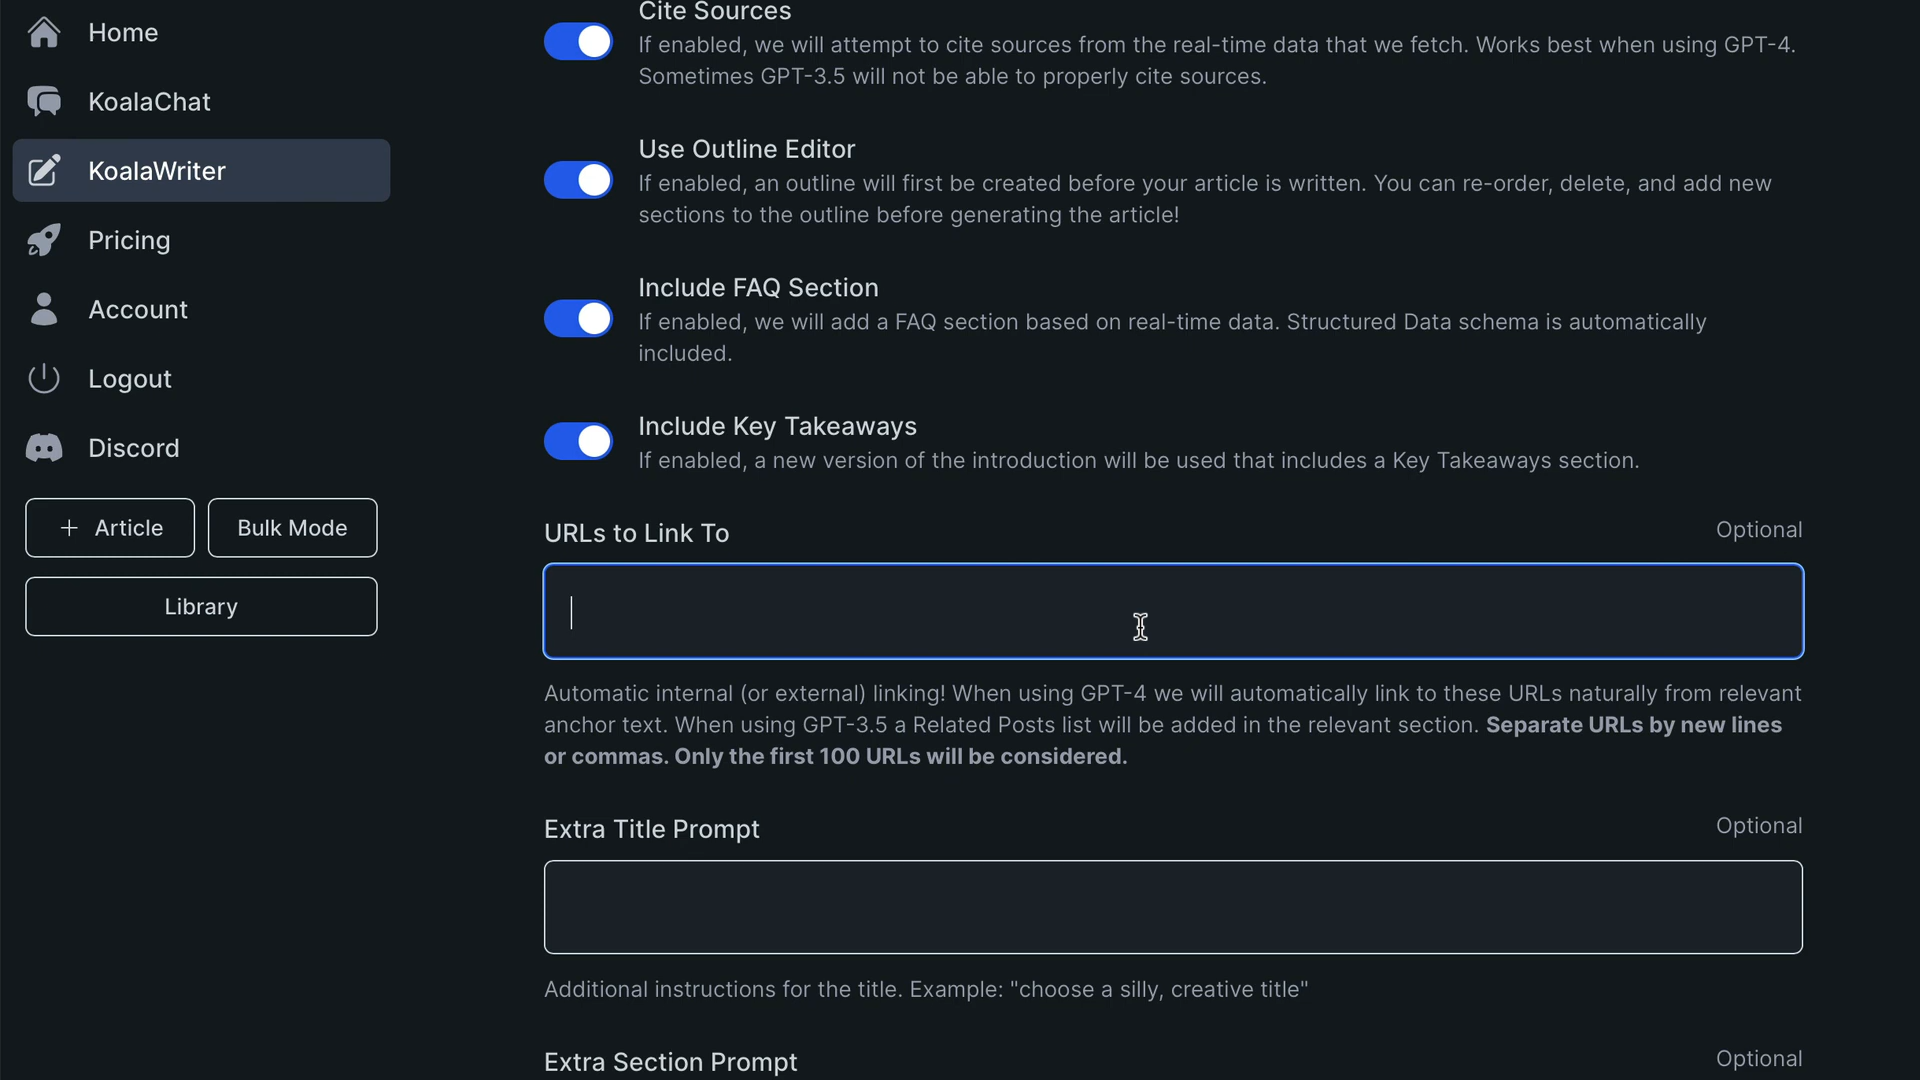 Home
KoalaChat
KoalaWriter
Pricing
Account
Logout
Discord
+ Article
Bulk Mode
Library
Cite Sources
If enabled, we will attempt to cite sources from the real-time data that we fetch. Works best when using GPT-4.
Sometimes GPT-3.5 will not be able to properly cite sources.
Use Outline Editor
If enabled, an outline will first be created before your article is written. You can re-order, delete, and add new
sections to the outline before generating the article!
Include FAQ Section
If enabled, we will add a FAQ section based on real-time data. Structured Data schema is automatically
included.
Include Key Takeaways
If enabled, a new version of the introduction will be used that includes a Key Takeaways section.
URLs to Link To
Optional
Automatic internal (or external) linking! When using GPT-4 we will automatically link to these URLs naturally from relevant
anchor text. When using GPT-3.5 a Related Posts list will be added in the relevant section. Separate URLs by new lines
or commas. Only the first 100 URLs will be considered.
Extra Title Prompt
Optional
Additional instructions for the title. Example: "choose a silly, creative title"
Extra Section Prompt
Optional